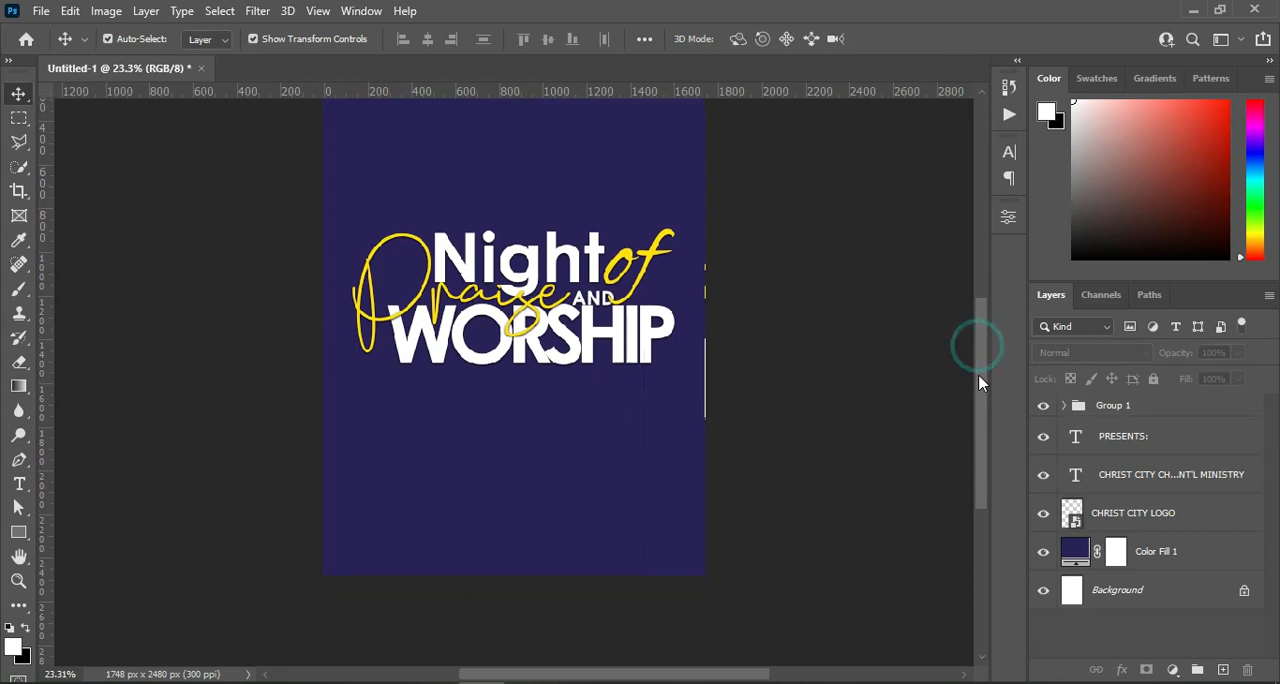 Ps File Edit Image Layer Type Select Filter 3D View Window Help
Auto-Select: Layer Show Transform Controls 3D Mode:
Untitled-1 @ 23.3% (RGB/8) *
1200 1000 800 600 400 200 0 200 400 600 800 1000 1200 1400 1600 1800 2000 2200 2400 2600 2800
Color Swatches Gradients Patterns
Night of
Praise AND
WORSHIP
Layers Channels Paths
Kind
Normal Opacity: 100%
Lock: Fill: 100%
Group 1
PRESENTS:
CHRIST CITY CH...NT'L MINISTRY
CHRIST CITY LOGO
Color Fill 1
Background
23.31% 1748 px x 2480 px (300 ppi)